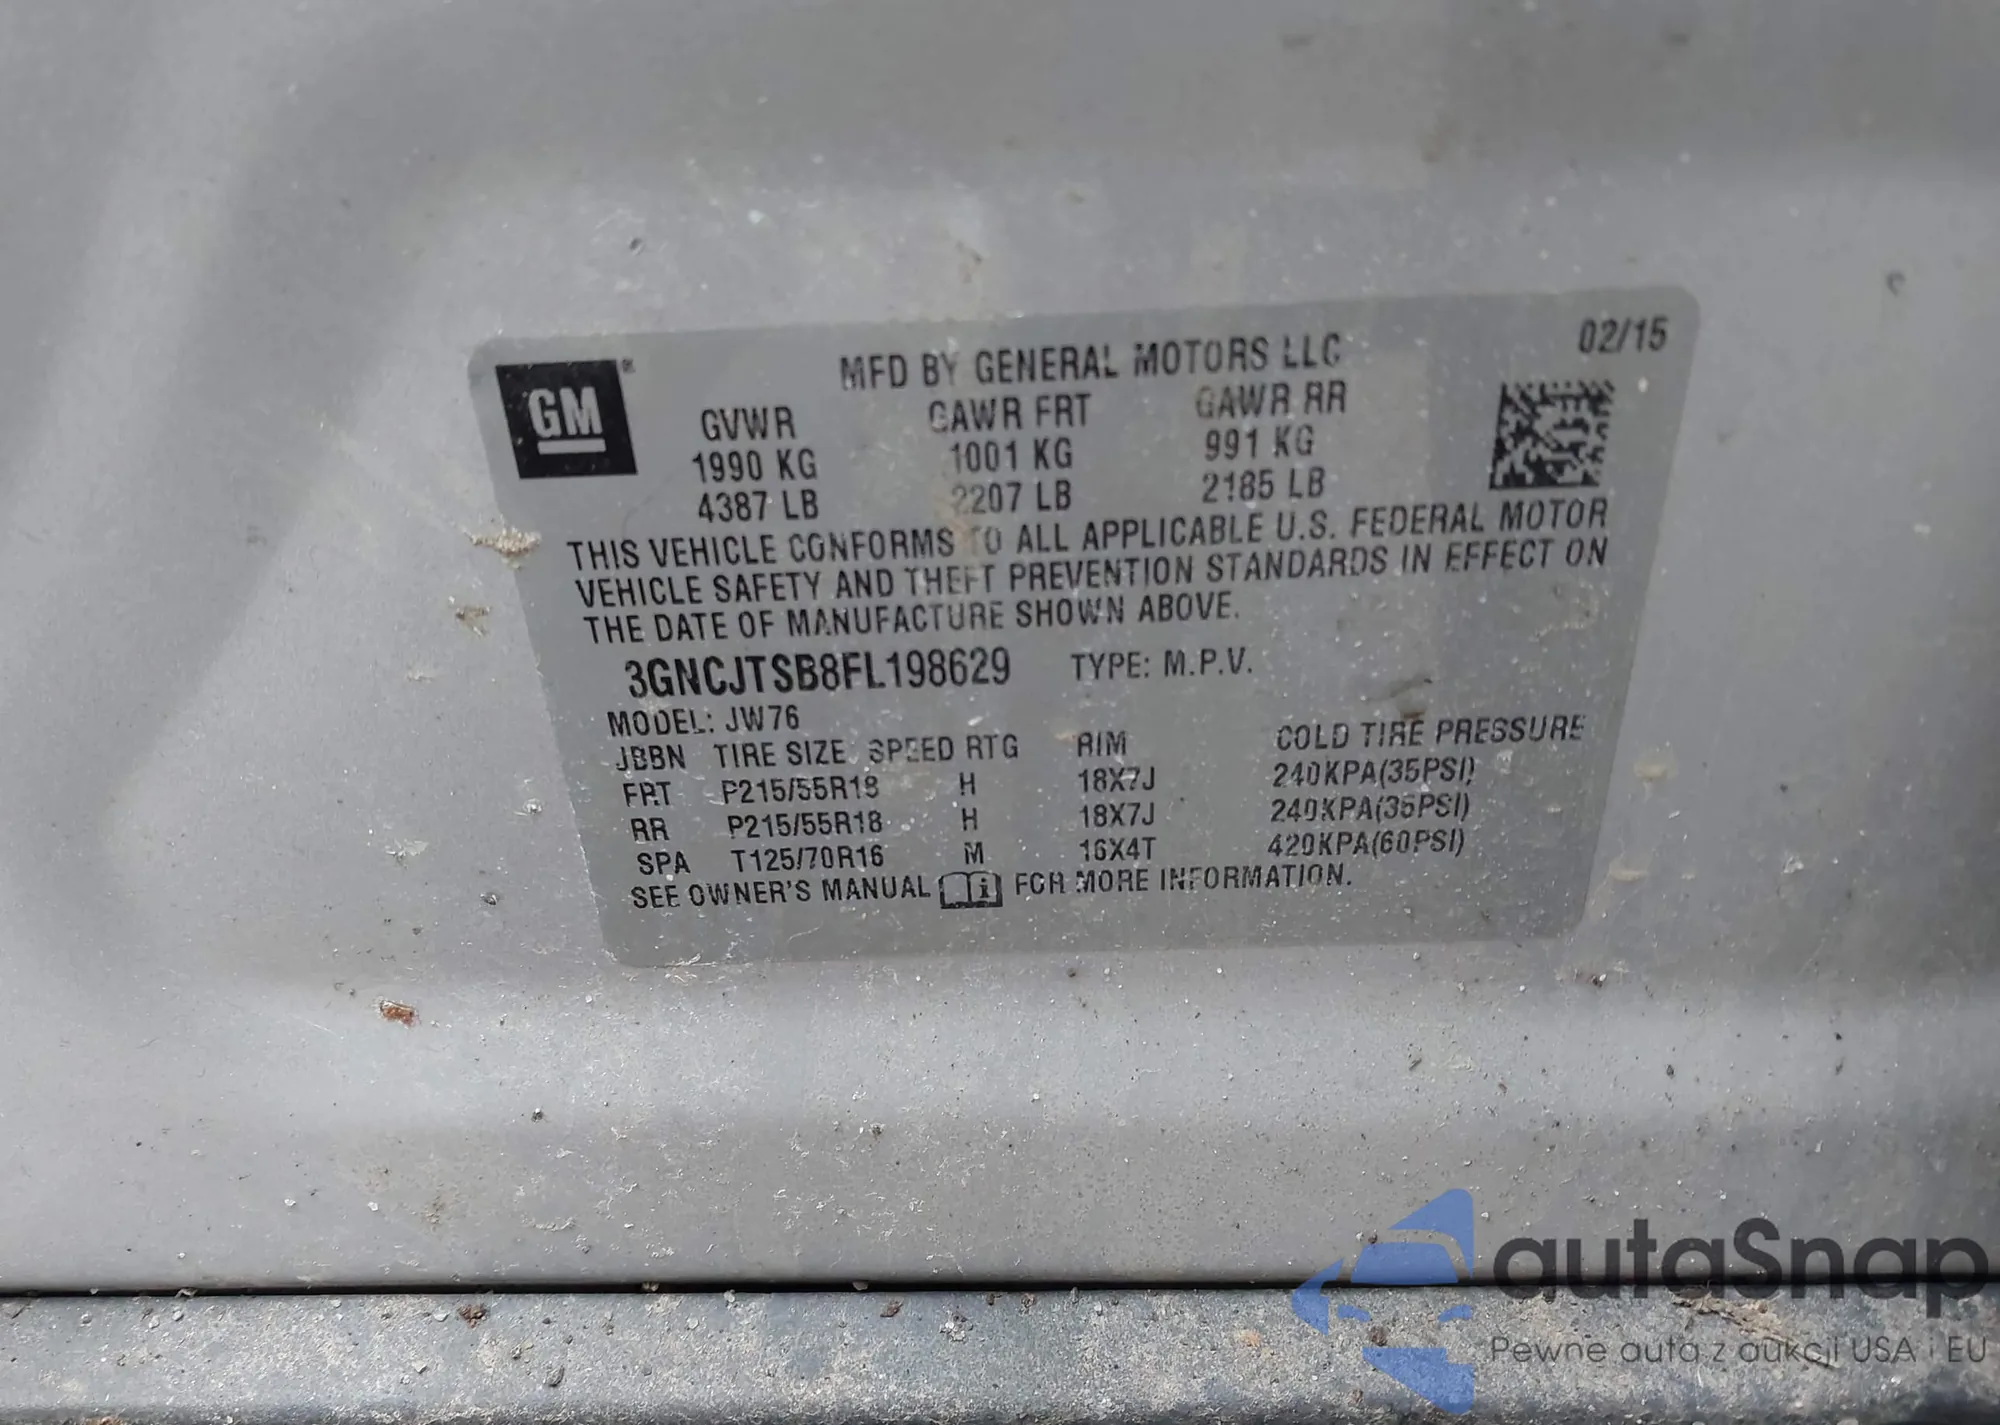 02/15
MFD BY GENERAL MOTORS LLC
GM
GVWR GAWR FRT GAWR RR
1990 KG 1001 KG 991 KG
4387 LB 2207 LB 2185 LB
THIS VEHICLE CONFORMS TO ALL APPLICABLE U.S. FEDERAL MOTOR
VEHICLE SAFETY AND THEFT PREVENTION STANDARDS IN EFFECT ON
THE DATE OF MANUFACTURE SHOWN ABOVE.
3GNCJTSB8FL198629 TYPE: M.P.V.
MODEL: JW76
JBBN TIRE SIZE SPEED RTG RIM COLD TIRE PRESSURE
FRT P215/55R18 H 18X7J 240KPA(35PSI)
RR P215/55R18 H 18X7J 240KPA(35PSI)
SPA T125/70R16 M 16X4T 420KPA(60PSI)
SEE OWNER'S MANUAL FOR MORE INFORMATION.
autaSnap
Pewne auta z aukcji USA i EU